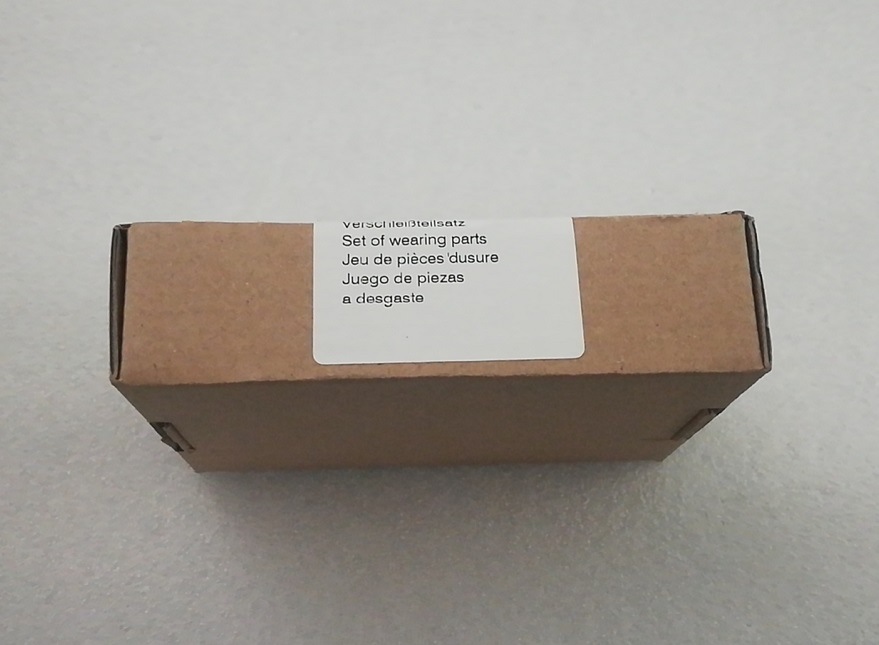 Verschleißteilsatz
Set of wearing parts
Jeu de pièces 'dusure
Juego de piezas
a desgaste